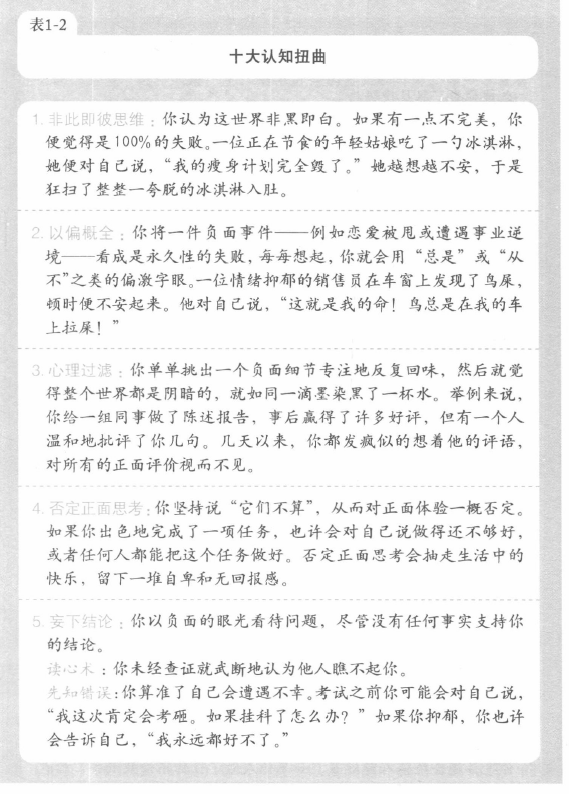 表1-2
十大认知扭曲
1. 非此即彼思维：你认为这世界非黑即白。如果有一点不完美，你
便觉得是100%的失败。一位正在节食的年轻姑娘吃了一勺冰淇淋，
她便对自己说，“我的瘦身计划完全毁了。”她越想越不安，于是
狂扫了整整一夸脱的冰淇淋入肚。
2. 以偏概全：你将一件负面事件——例如恋爱被甩或遭遇事业逆
境——看成是永久性的失败，每每想起，你就会用“总是”或“从
不”之类的偏激字眼。一位情绪抑郁的销售员在车窗上发现了鸟屎，
顿时便不安起来。他对自己说，“这就是我的命！鸟总是在我的车
上拉屎！”
3. 心理过滤：你单单挑出一个负面细节专注地反复回味，然后就觉
得整个世界都是阴暗的，就如同一滴墨染黑了一杯水。举例来说，
你给一组同事做了陈述报告，事后赢得了许多好评，但有一个人
温和地批评了你几句。几天以来，你都发疯似的想着他的评语，
对所有的正面评价视而不见。
4. 否定正面思考：你坚持说“它们不算”，从而对正面体验一概否定。
如果你出色地完成了一项任务，也许会对自己说做得还不够好，
或者任何人都能把这个任务做好。否定正面思考会抽走生活中的
快乐，留下一堆自卑和无回报感。
5. 妄下结论：你以负面的眼光看待问题，尽管没有任何事实支持你
的结论。
读心术：你未经查证就武断地认为他人瞧不起你。
先知错误：你算准了自己会遭遇不幸。考试之前你可能会对自己说，
“我这次肯定会考砸。如果挂科了怎么办？”如果你抑郁，你也许
会告诉自己，“我永远都好不了。”